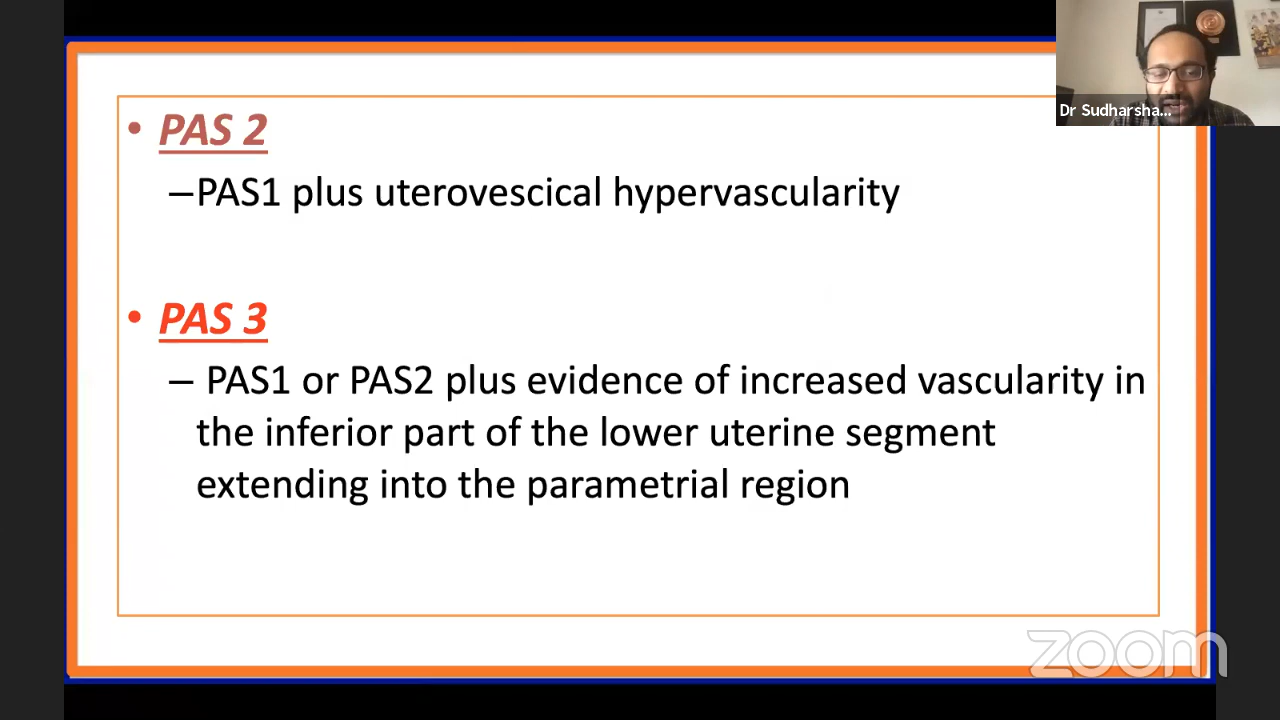 • PAS 2
–PAS1 plus uterovescical hypervascularity
• PAS 3
– PAS1 or PAS2 plus evidence of increased vascularity in
the inferior part of the lower uterine segment
extending into the parametrial region
Dr Sudharsha...
zoom